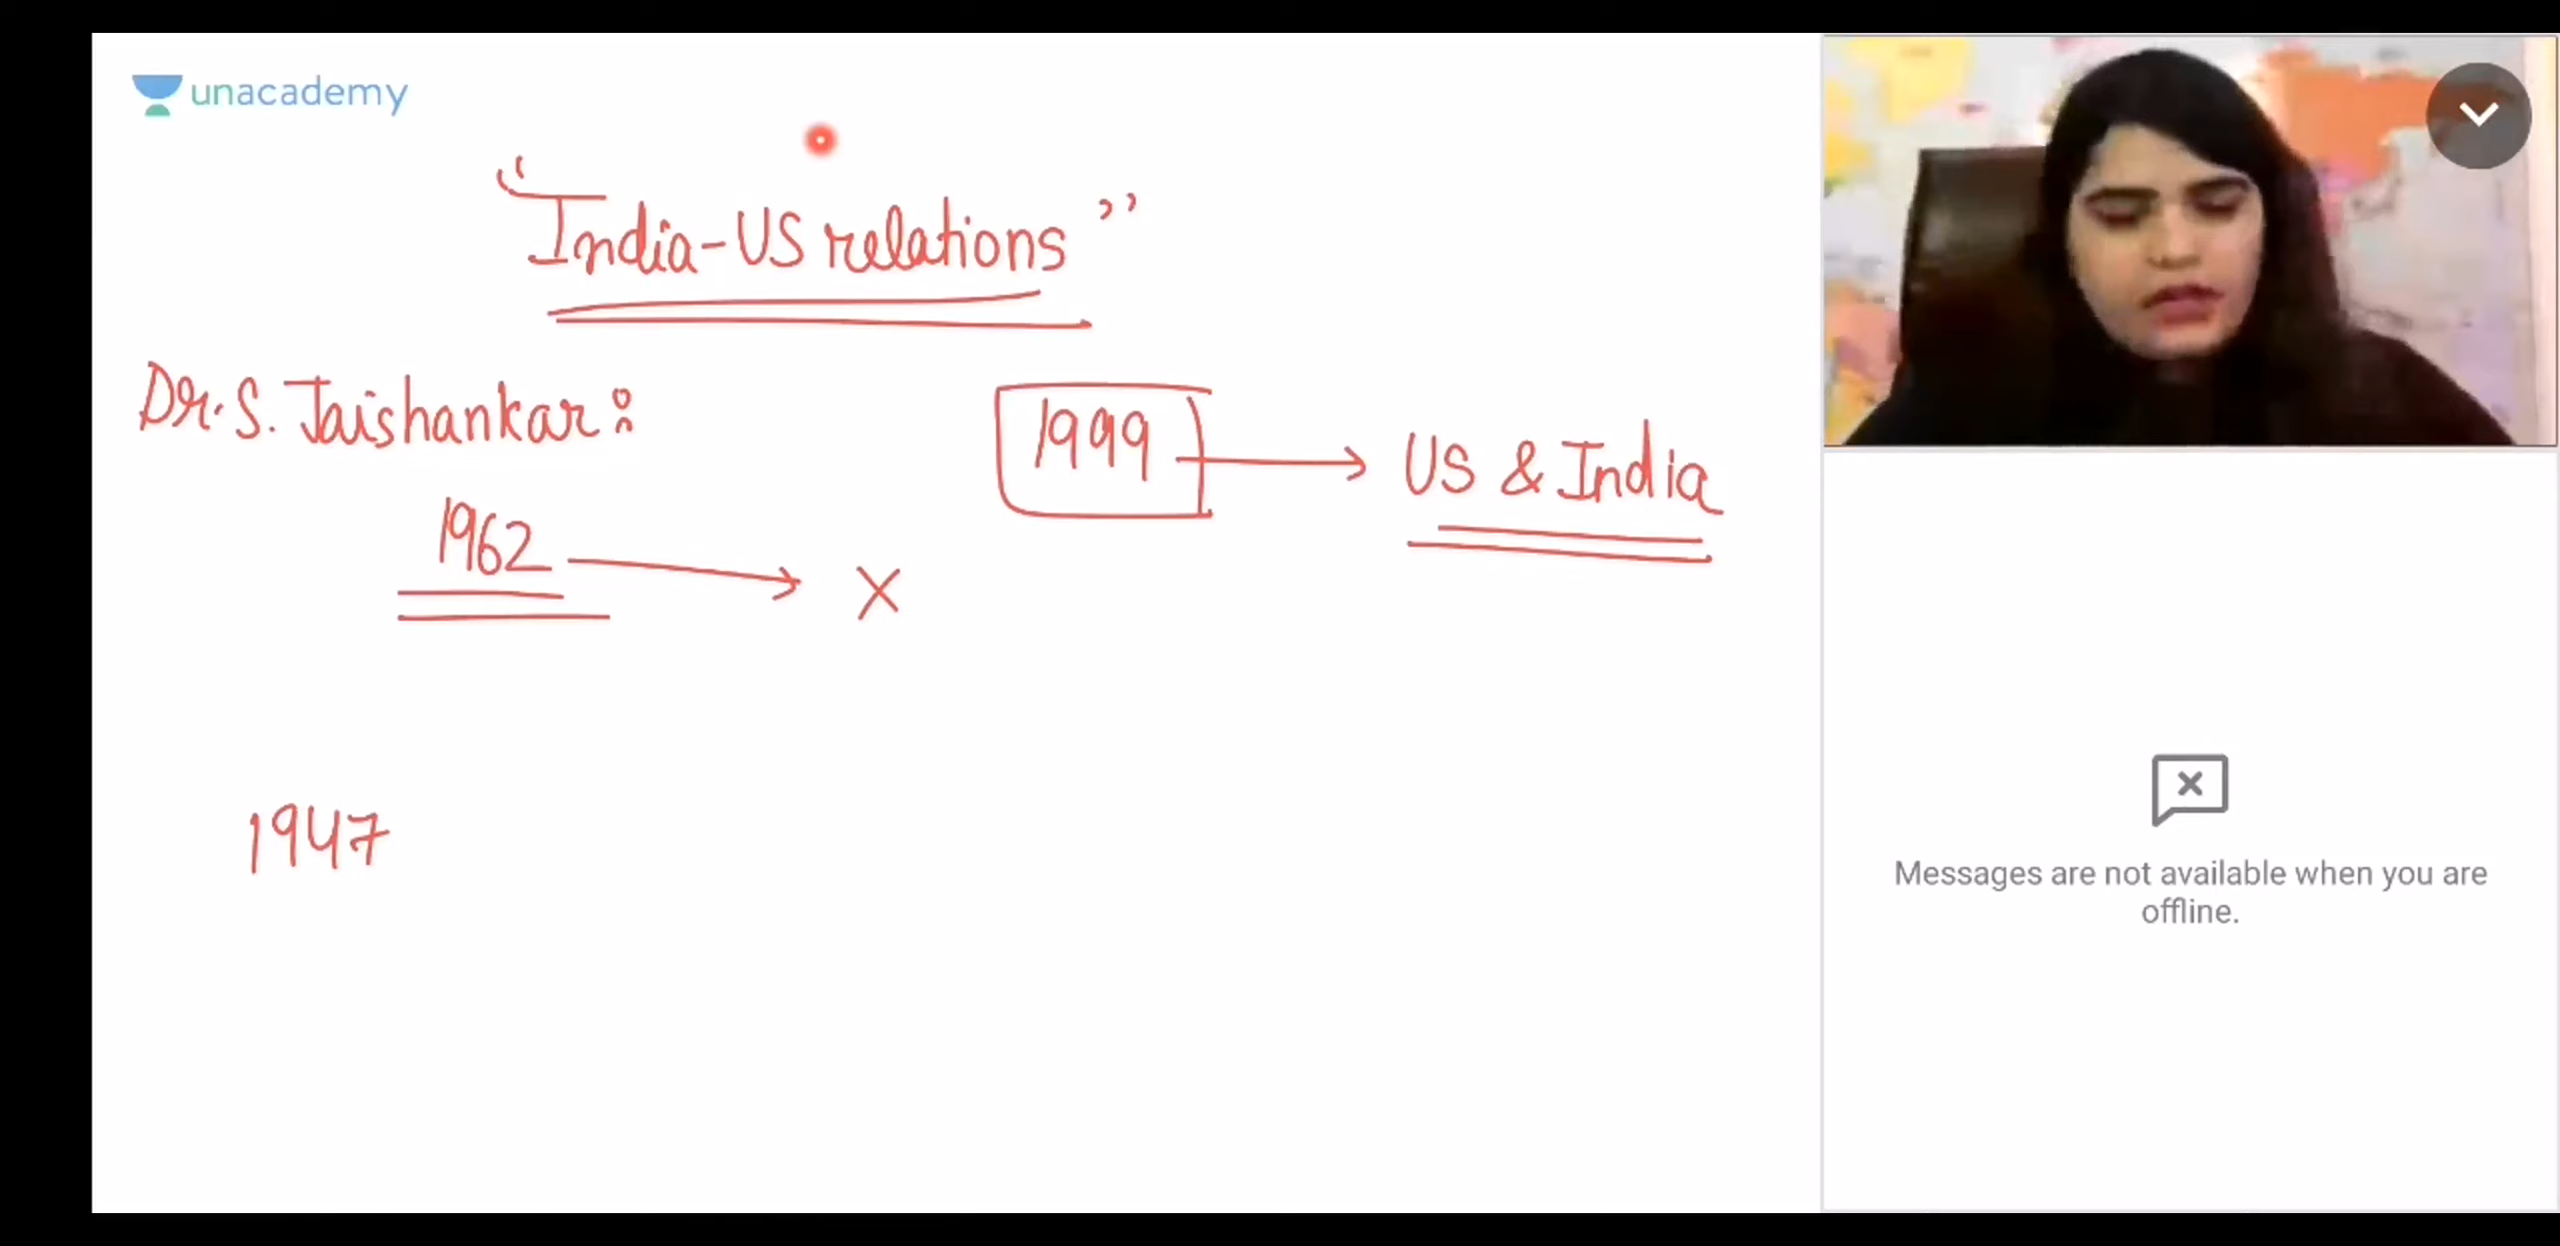 unacademy
"India-US relations"
Dr. S. Jaishankar:
1999 → US & India
1962 → X
1947
Messages are not available when you are
offline.